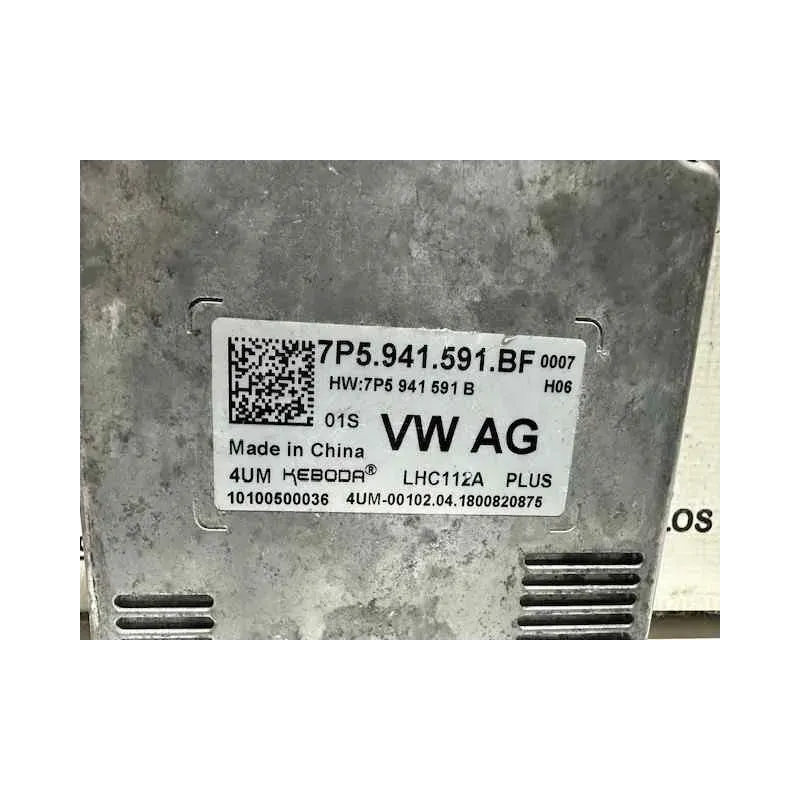 7P5.941.591.BF 0007
HW:7P5 941 591 B H06
01S VW AG
Made in China
4UM KEBODA® LHC112A PLUS
10100500036 4UM-00102.04.1800820875
LOS